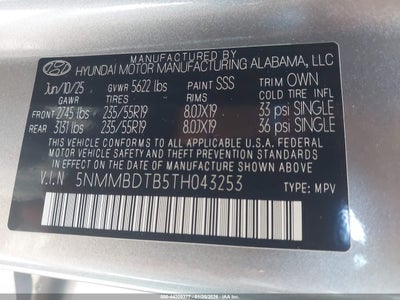 MANUFACTURED BY
HYUNDAI MOTOR MANUFACTURING ALABAMA, LLC
Jun/10/25 GVWR 5622 lbs PAINT SSS TRIM OWN
GAWR TIRES RIMS COLD TIRE INFL
FRONT 2745 lbs 235/55R19 8.0JX19 33 psi SINGLE
REAR 3131 lbs 235/55R19 8.0JX19 36 psi SINGLE
THIS VEHICLE CONFORMS TO ALL APPLICABLE U.S.A. FEDERAL
MOTOR VEHICLE SAFETY, BUMPER, AND THEFT PREVENTION
STANDARDS IN EFFECT ON THE DATE OF MANUFACTURE
SHOWN ABOVE.
V.I.N 5NMMBDTB5TH043253 TYPE: MPV